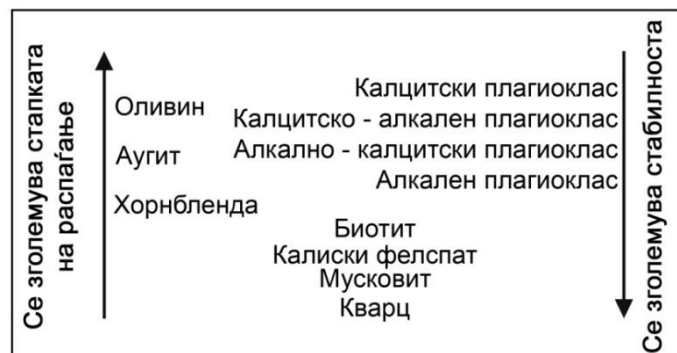 Се зголемува стапката
на распаѓање
Оливин
Аугит
Хорнбленда
Калцитски плагиоклас
Калцитско - алкален плагиоклас
Алкално - калцитски плагиоклас
Алкален плагиоклас
Биотит
Калиски фелспат
Мусковит
Кварц
Се зголемува стабилноста